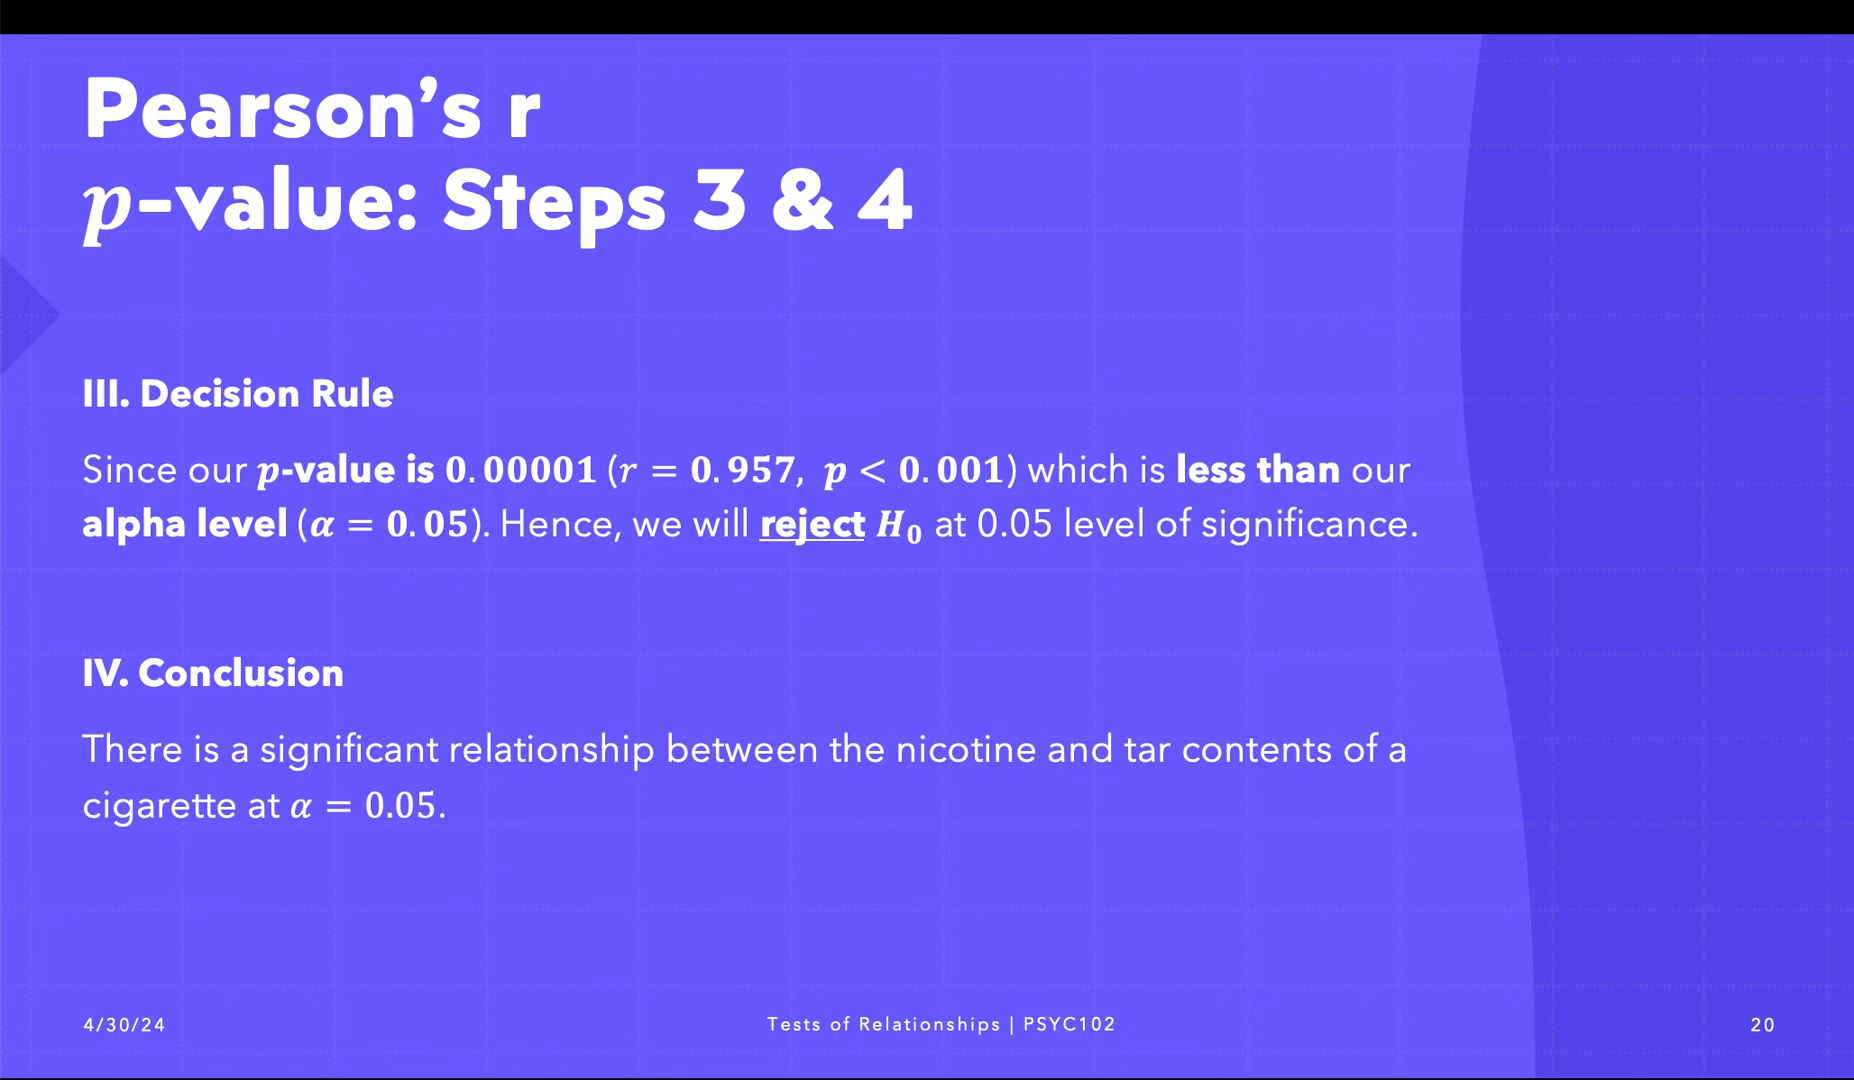 Pearson’s r
p-value: Steps 3 & 4
III. Decision Rule
Since our p-value is 0.00001 (r = 0.957, p < 0.001) which is less than our
alpha level (α = 0.05). Hence, we will reject H₀ at 0.05 level of significance.
IV. Conclusion
There is a significant relationship between the nicotine and tar contents of a
cigarette at α = 0.05.
4/30/24
Tests of Relationships | PSYC102
20